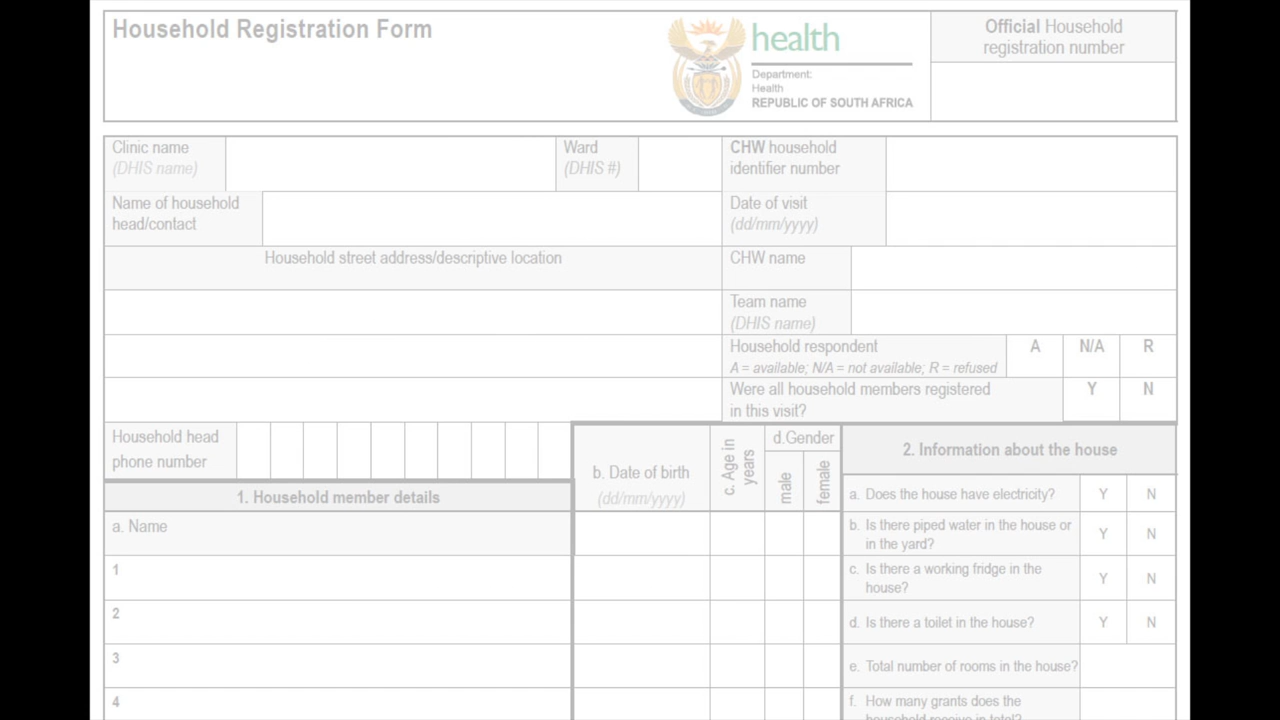 Household Registration Form
health
Department:
Health
REPUBLIC OF SOUTH AFRICA
Official Household
registration number
Clinic name
(DHIS name)
Ward
(DHIS #)
CHW household
identifier number
Name of household
head/contact
Date of visit
(dd/mm/yyyy)
Household street address/descriptive location
CHW name
Team name
(DHIS name)
Household respondent
A = available; N/A = not available; R = refused
A
N/A
R
Were all household members registered
in this visit?
Y
N
Household head
phone number
1. Household member details
a. Name
b. Date of birth
(dd/mm/yyyy)
c. Age in
years
d.Gender
male
female
1
2
3
4
2. Information about the house
a. Does the house have electricity?
Y
N
b. Is there piped water in the house or
in the yard?
Y
N
c. Is there a working fridge in the
house?
Y
N
d. Is there a toilet in the house?
Y
N
e. Total number of rooms in the house?
f. How many grants does the
household receive in total?